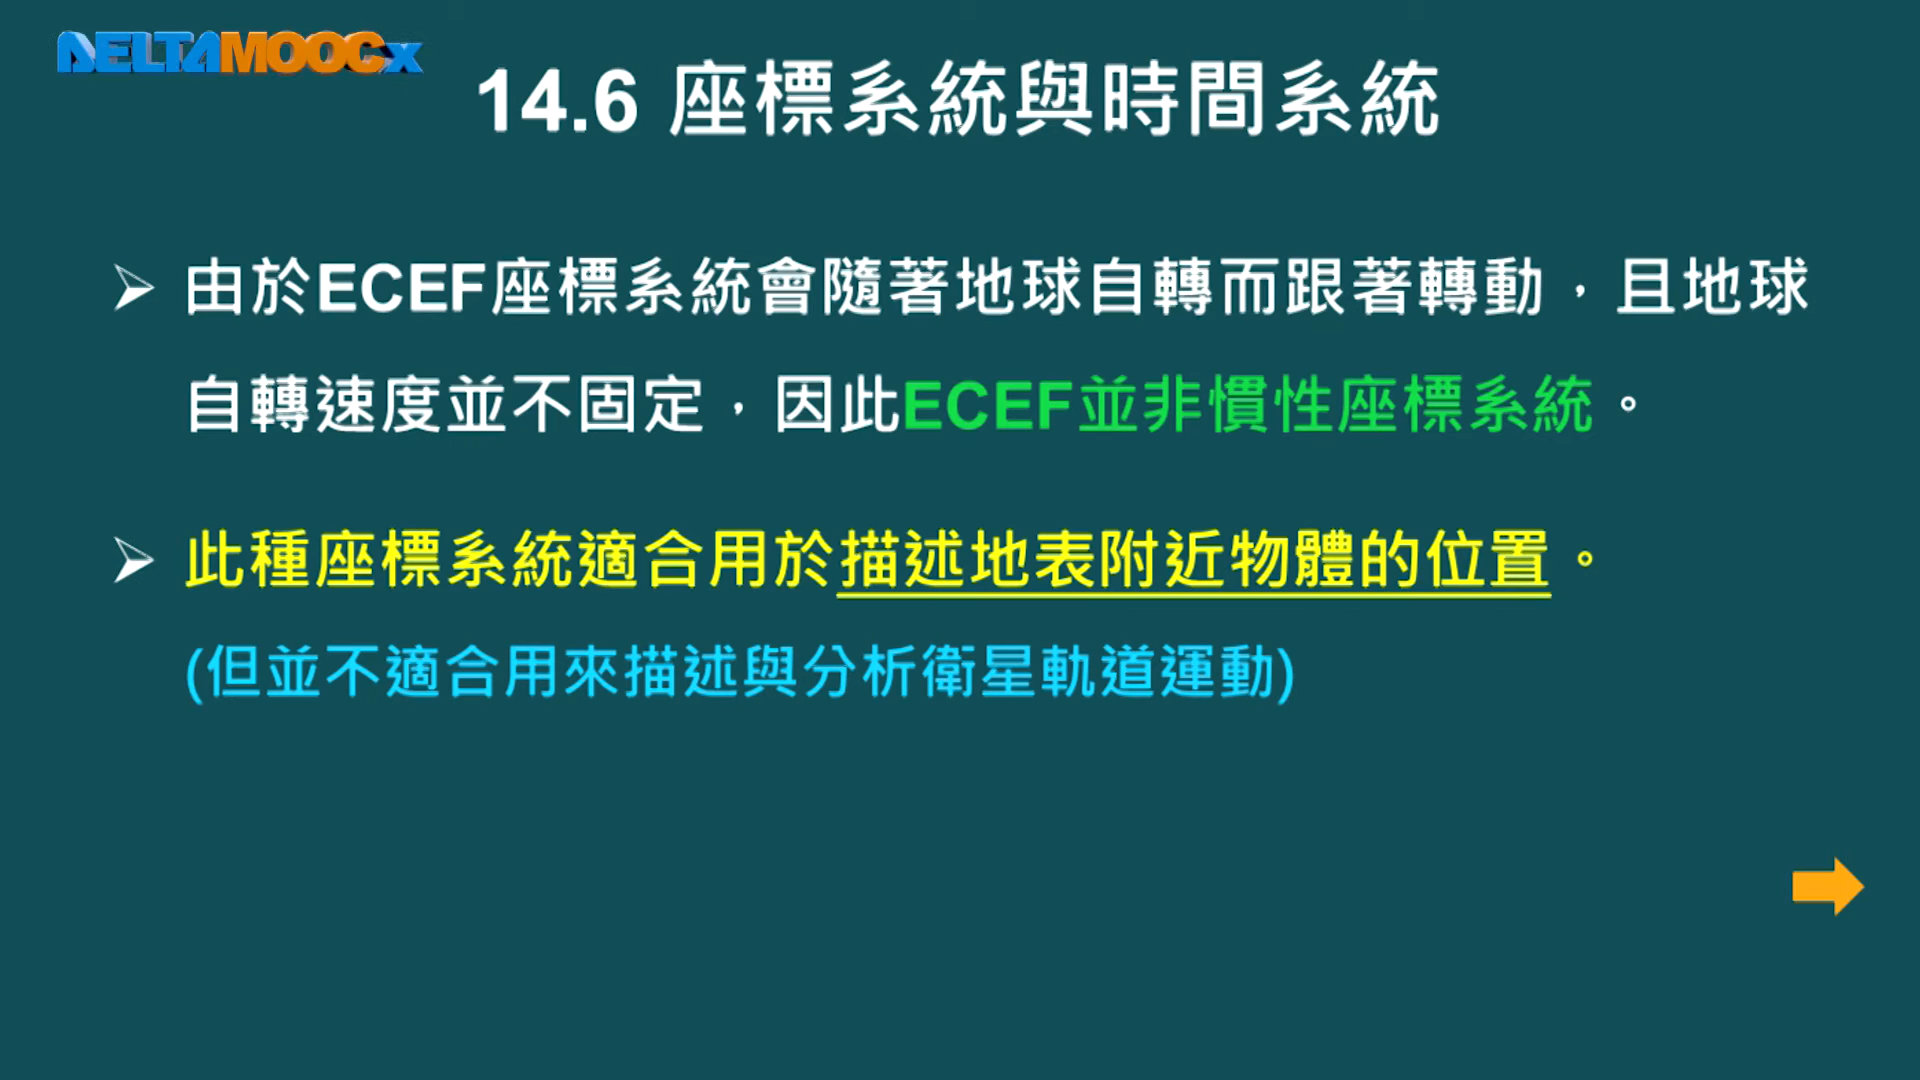 DELTAMOOCx
14.6 座標系統與時間系統
由於ECEF座標系統會隨著地球自轉而跟著轉動，且地球
自轉速度並不固定，因此ECEF並非慣性座標系統。
此種座標系統適合用於描述地表附近物體的位置。
(但並不適合用來描述與分析衛星軌道運動)